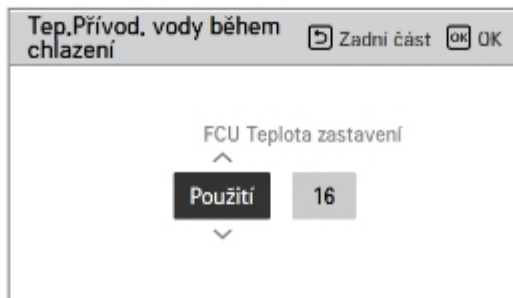 Tep.Přívod. vody během
chlazení
Zadní část OK OK
FCU Teplota zastavení
Použití 16